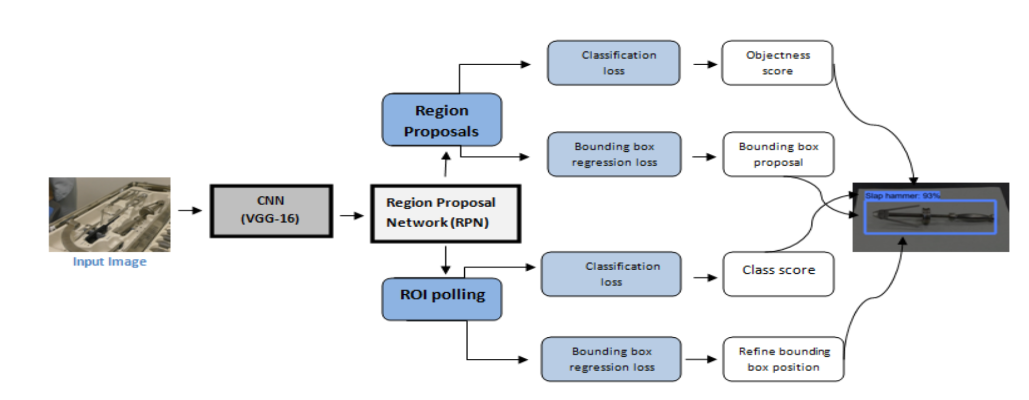 Input Image
CNN
(VGG-16)
Region Proposal
Network (RPN)
Region
Proposals
ROI polling
Classification
loss
Objectness
score
Bounding box
regression loss
Bounding box
proposal
Classification
loss
Class score
Bounding box
regression loss
Refine bounding
box position
Slap hammer: 93%